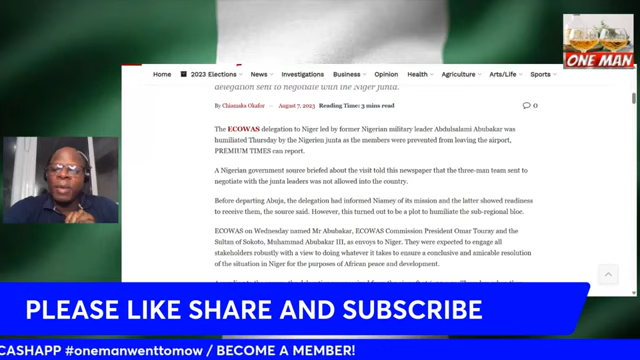 ONE MAN
Home 2023 Elections News Investigations Business Opinion Health Agriculture Arts/Life Sports
delegation sent to negotiate with the Niger junta.
By Chiamaka Okafor August 7, 2023 Reading Time: 3 mins read 0
The ECOWAS delegation to Niger led by former Nigerian military leader Abdulsalami Abubakar was
humiliated Thursday by the Nigerien junta as the members were prevented from leaving the airport,
PREMIUM TIMES can report.
A Nigerian government source briefed about the visit told this newspaper that the three-man team sent to
negotiate with the junta leaders was not allowed into the country.
Before departing Abuja, the delegation had informed Niamey of its mission and the latter showed readiness
to receive them, the source said. However, this turned out to be a plot to humiliate the sub-regional bloc.
ECOWAS on Wednesday named Mr Abubakar, ECOWAS Commission President Omar Touray and the
Sultan of Sokoto, Muhammad Abubakar III, as envoys to Niger. They were expected to engage all
stakeholders robustly with a view to doing whatever it takes to ensure a conclusive and amicable resolution
of the situation in Niger for the purposes of African peace and development.
PLEASE LIKE SHARE AND SUBSCRIBE
CASHAPP #onemanwenttomow / BECOME A MEMBER!